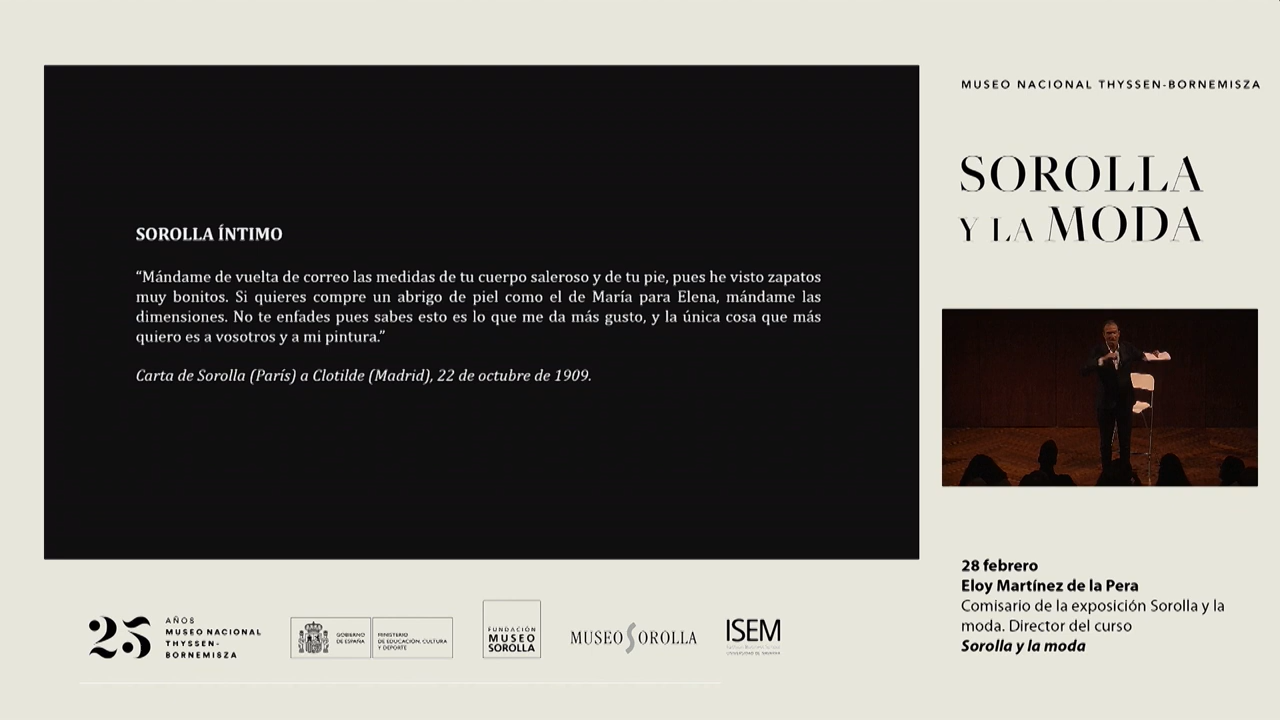 MUSEO NACIONAL THYSSEN-BORNEMISZA
SOROLLA
Y LA MODA
SOROLLA ÍNTIMO
“Mándame de vuelta de correo las medidas de tu cuerpo saleroso y de tu pie, pues he visto zapatos
muy bonitos. Si quieres compre un abrigo de piel como el de María para Elena, mándame las
dimensiones. No te enfades pues sabes esto es lo que me da más gusto, y la única cosa que más
quiero es a vosotros y a mi pintura.”
Carta de Sorolla (París) a Clotilde (Madrid), 22 de octubre de 1909.
28 febrero
Eloy Martínez de la Pera
Comisario de la exposición Sorolla y la
moda. Director del curso
Sorolla y la moda
25 AÑOS
MUSEO NACIONAL
THYSSEN-
BORNEMISZA
GOBIERNO
DE ESPAÑA
MINISTERIO
DE EDUCACIÓN, CULTURA
Y DEPORTE
FUNDACIÓN
MUSEO
SOROLLA
MUSEO SOROLLA
ISEM
UNIVERSIDAD DE NAVARRA